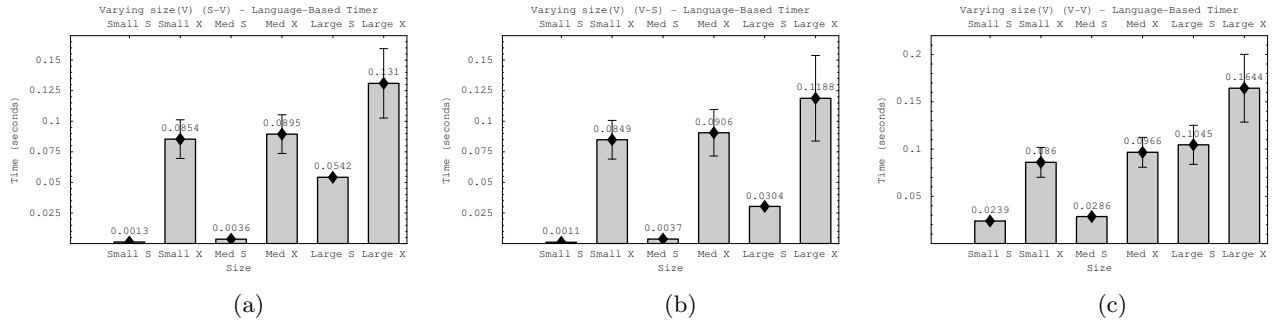 Varying size(V) (S-V) - Language-Based Timer
Small S Small X Med S Med X Large S Large X
0.15
0.125
0.1
0.075
0.05
0.025
Time (seconds)
0.0013
0.0854
0.0036
0.0895
0.0542
0.131
Small S Small X Med S Med X Large S Large X
Size
(a)
Varying size(V) (V-S) - Language-Based Timer
Small S Small X Med S Med X Large S Large X
0.15
0.125
0.1
0.075
0.05
0.025
Time (seconds)
0.0011
0.0849
0.0037
0.0906
0.0304
0.1188
Small S Small X Med S Med X Large S Large X
Size
(b)
Varying size(V) (V-V) - Language-Based Timer
Small S Small X Med S Med X Large S Large X
0.2
0.15
0.1
0.05
Time (seconds)
0.0239
0.086
0.0286
0.0966
0.1045
0.1644
Small S Small X Med S Med X Large S Large X
Size
(c)